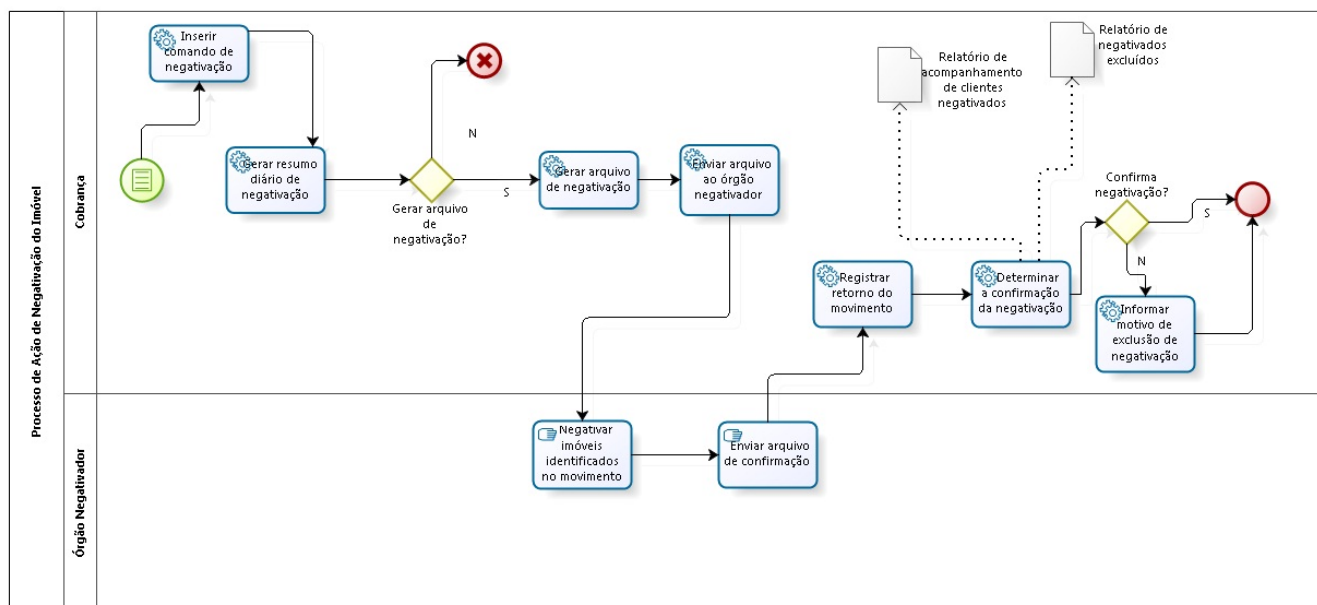 Processo de Ação de Negativação do Imóvel
Cobrança
Inserir
comando de
negativação
Gerar resumo
diário de
negativação
N
Gerar arquivo
de
negativação?
S
Gerar arquivo
de negativação
Enviar arquivo
ao órgão
negativador
Relatório de
acompanhamento
de clientes
negativados
Relatório de
negativados
excluídos
Registrar
retorno do
movimento
Determinar
a confirmação
da negativação
Confirma
negativação?
S
N
Informar
motivo de
exclusão de
negativação
Órgão Negativador
Negativar
imóveis
identificados
no movimento
Enviar arquivo
de confirmação